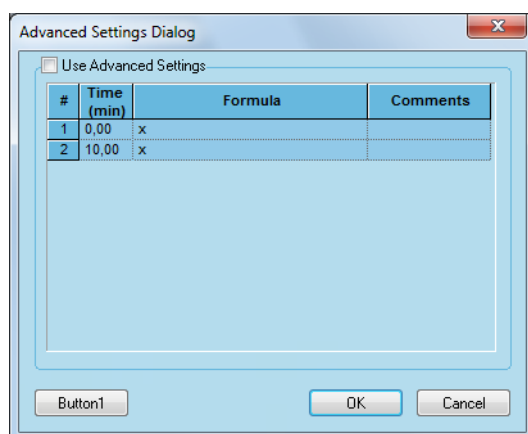 Advanced Settings Dialog
x
Use Advanced Settings
# Time (min) Formula Comments
1 0,00 x
2 10,00 x
Button1 OK Cancel